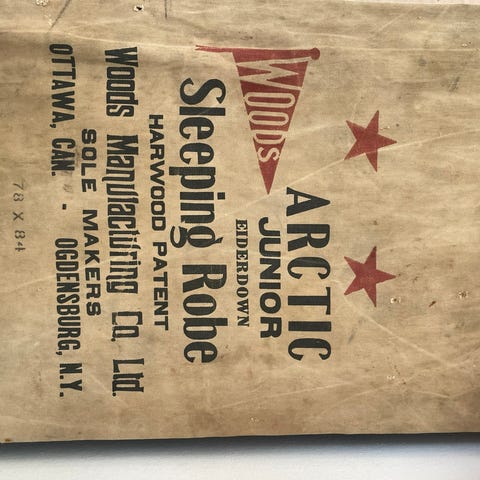 Woods
ARCTIC
JUNIOR
EIDERDOWN
Sleeping Robe
HARWOOD PATENT
Woods Manufacturing Co., Ltd.
SOLE MAKERS
OTTAWA, CAN. - OGDENSBURG, N.Y.
78 X 84